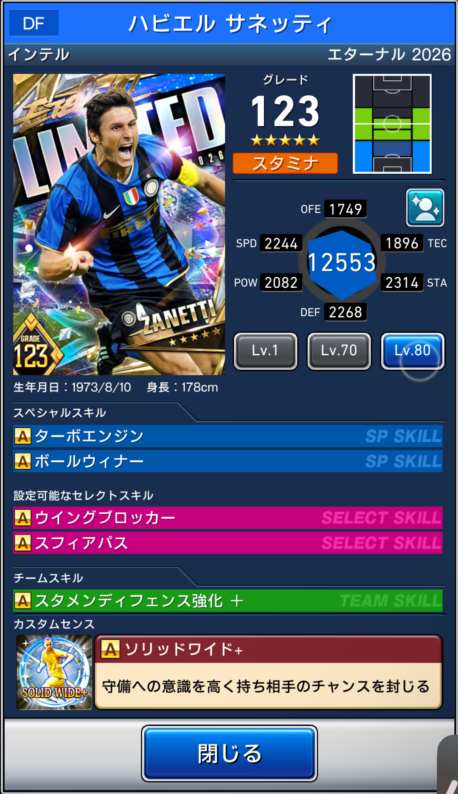 DF
ハビエル サネッティ
インテル
エターナル 2026
LIMITED
2026
ZANETTI
GRADE
123
グレード
123
スタミナ
OFE 1749
SPD 2244
1896 TEC
12553
POW 2082
2314 STA
DEF 2268
Lv.1
Lv.70
Lv.80
生年月日：1973/8/10 身長：178cm
スペシャルスキル
A ターボエンジン SP SKILL
A ボールウィナー SP SKILL
設定可能なセレクトスキル
A ウイングブロッカー SELECT SKILL
A スフィアパス SELECT SKILL
チームスキル
A スタメンディフェンス強化 ＋ TEAM SKILL
カスタムセンス
SOLID WIDE+
A ソリッドワイド+
守備への意識を高く持ち相手のチャンスを封じる
閉じる